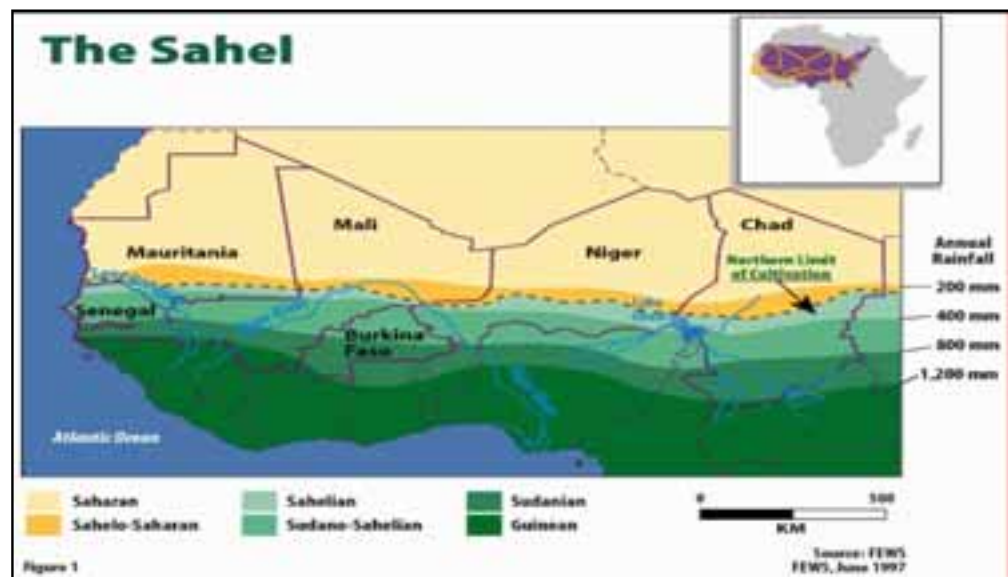 The Sahel
Mali
Chad
Mauritania
Niger
Northern Limit
of Cultivation
Annual
Rainfall
200 mm
Senegal
400 mm
Burkina
Faso
800 mm
1,200 mm
Atlantic Ocean
Saharan
Sahelian
Sudanian
0
500
Sahelo-Saharan
Sudano-Sahelian
Guinean
KM
Source: FEWS
Figure 1
FEWS, June 1997